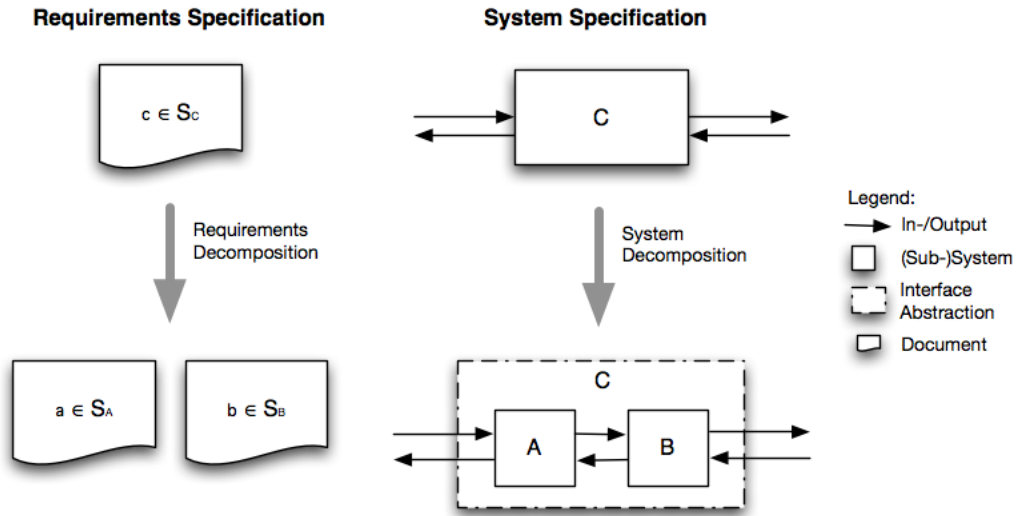 Requirements Specification
System Specification
c ∈ Sc
C
Requirements
Decomposition
System
Decomposition
Legend:
In-/Output
(Sub-)System
Interface
Abstraction
Document
a ∈ SA
b ∈ SB
C
A
B